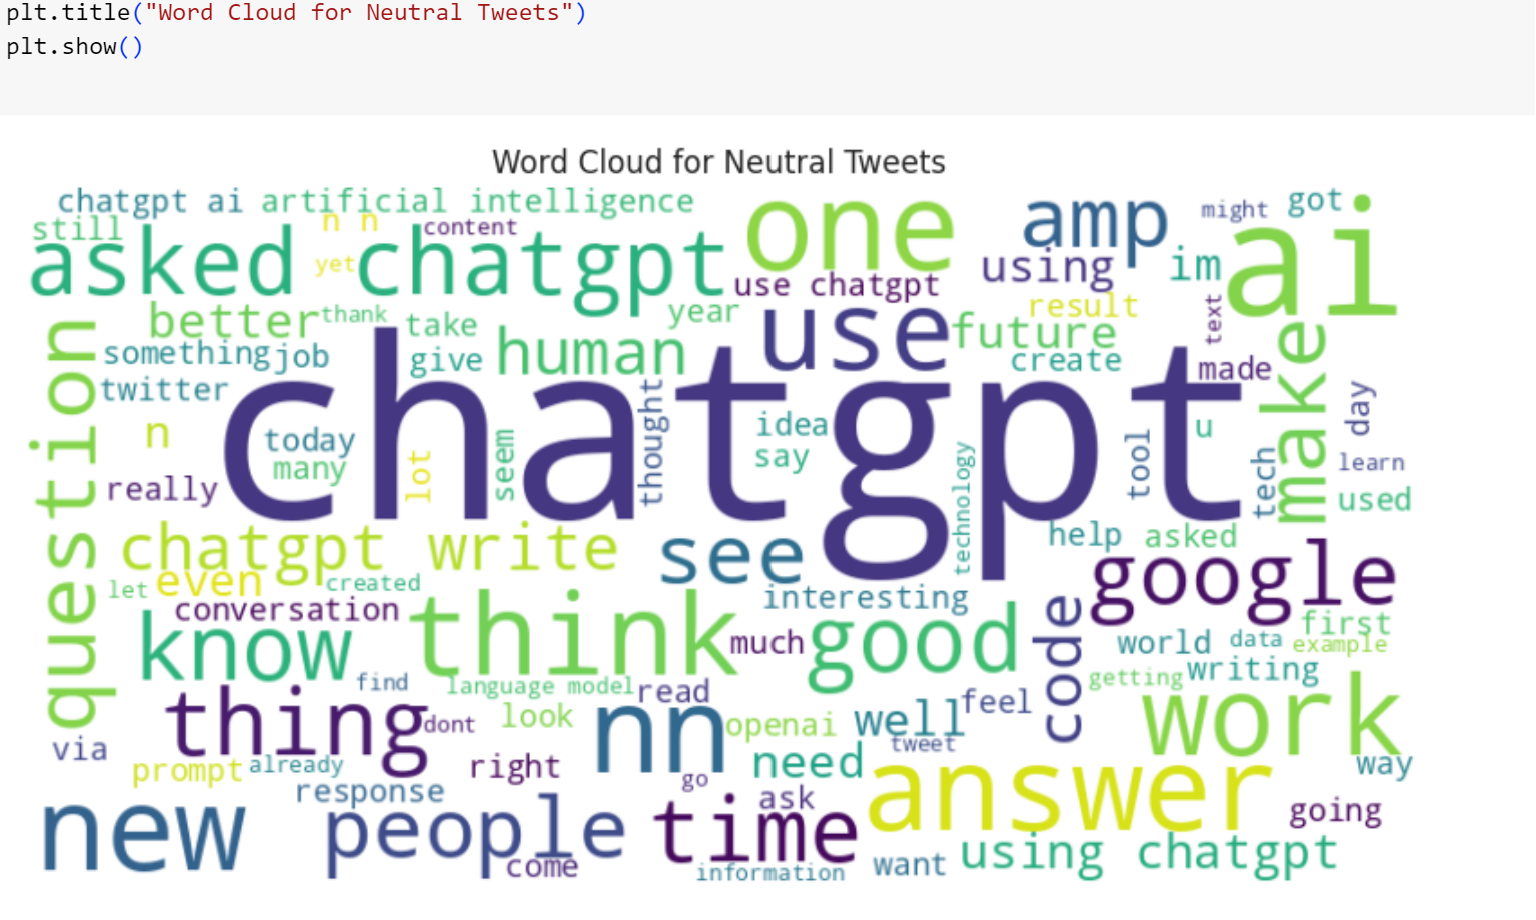 plt.title("Word Cloud for Neutral Tweets")
plt.show()
Word Cloud for Neutral Tweets
chatgpt ai
artificial intelligence
one
amp
might
got
ai
still
n n
content
asked chatgpt
yet
use chatgpt
using
im
better
thank
take
year
use
result
text
future
make
question
something
job
give
human
create
made
twitter
chatgpt
day
n
today
many
lot
seem
thought
idea
say
technology
tool
u
tech
learn
really
used
chatgpt write
see
help
asked
google
let
even
created
interesting
conversation
know
think
much
good
code
world
data
first
example
find
language model
read
getting
writing
thing
dont
look
nn
openai
well
feel
work
via
tweet
prompt
already
right
go
need
way
response
ask
answer
new
people
time
going
come
information
want
using chatgpt